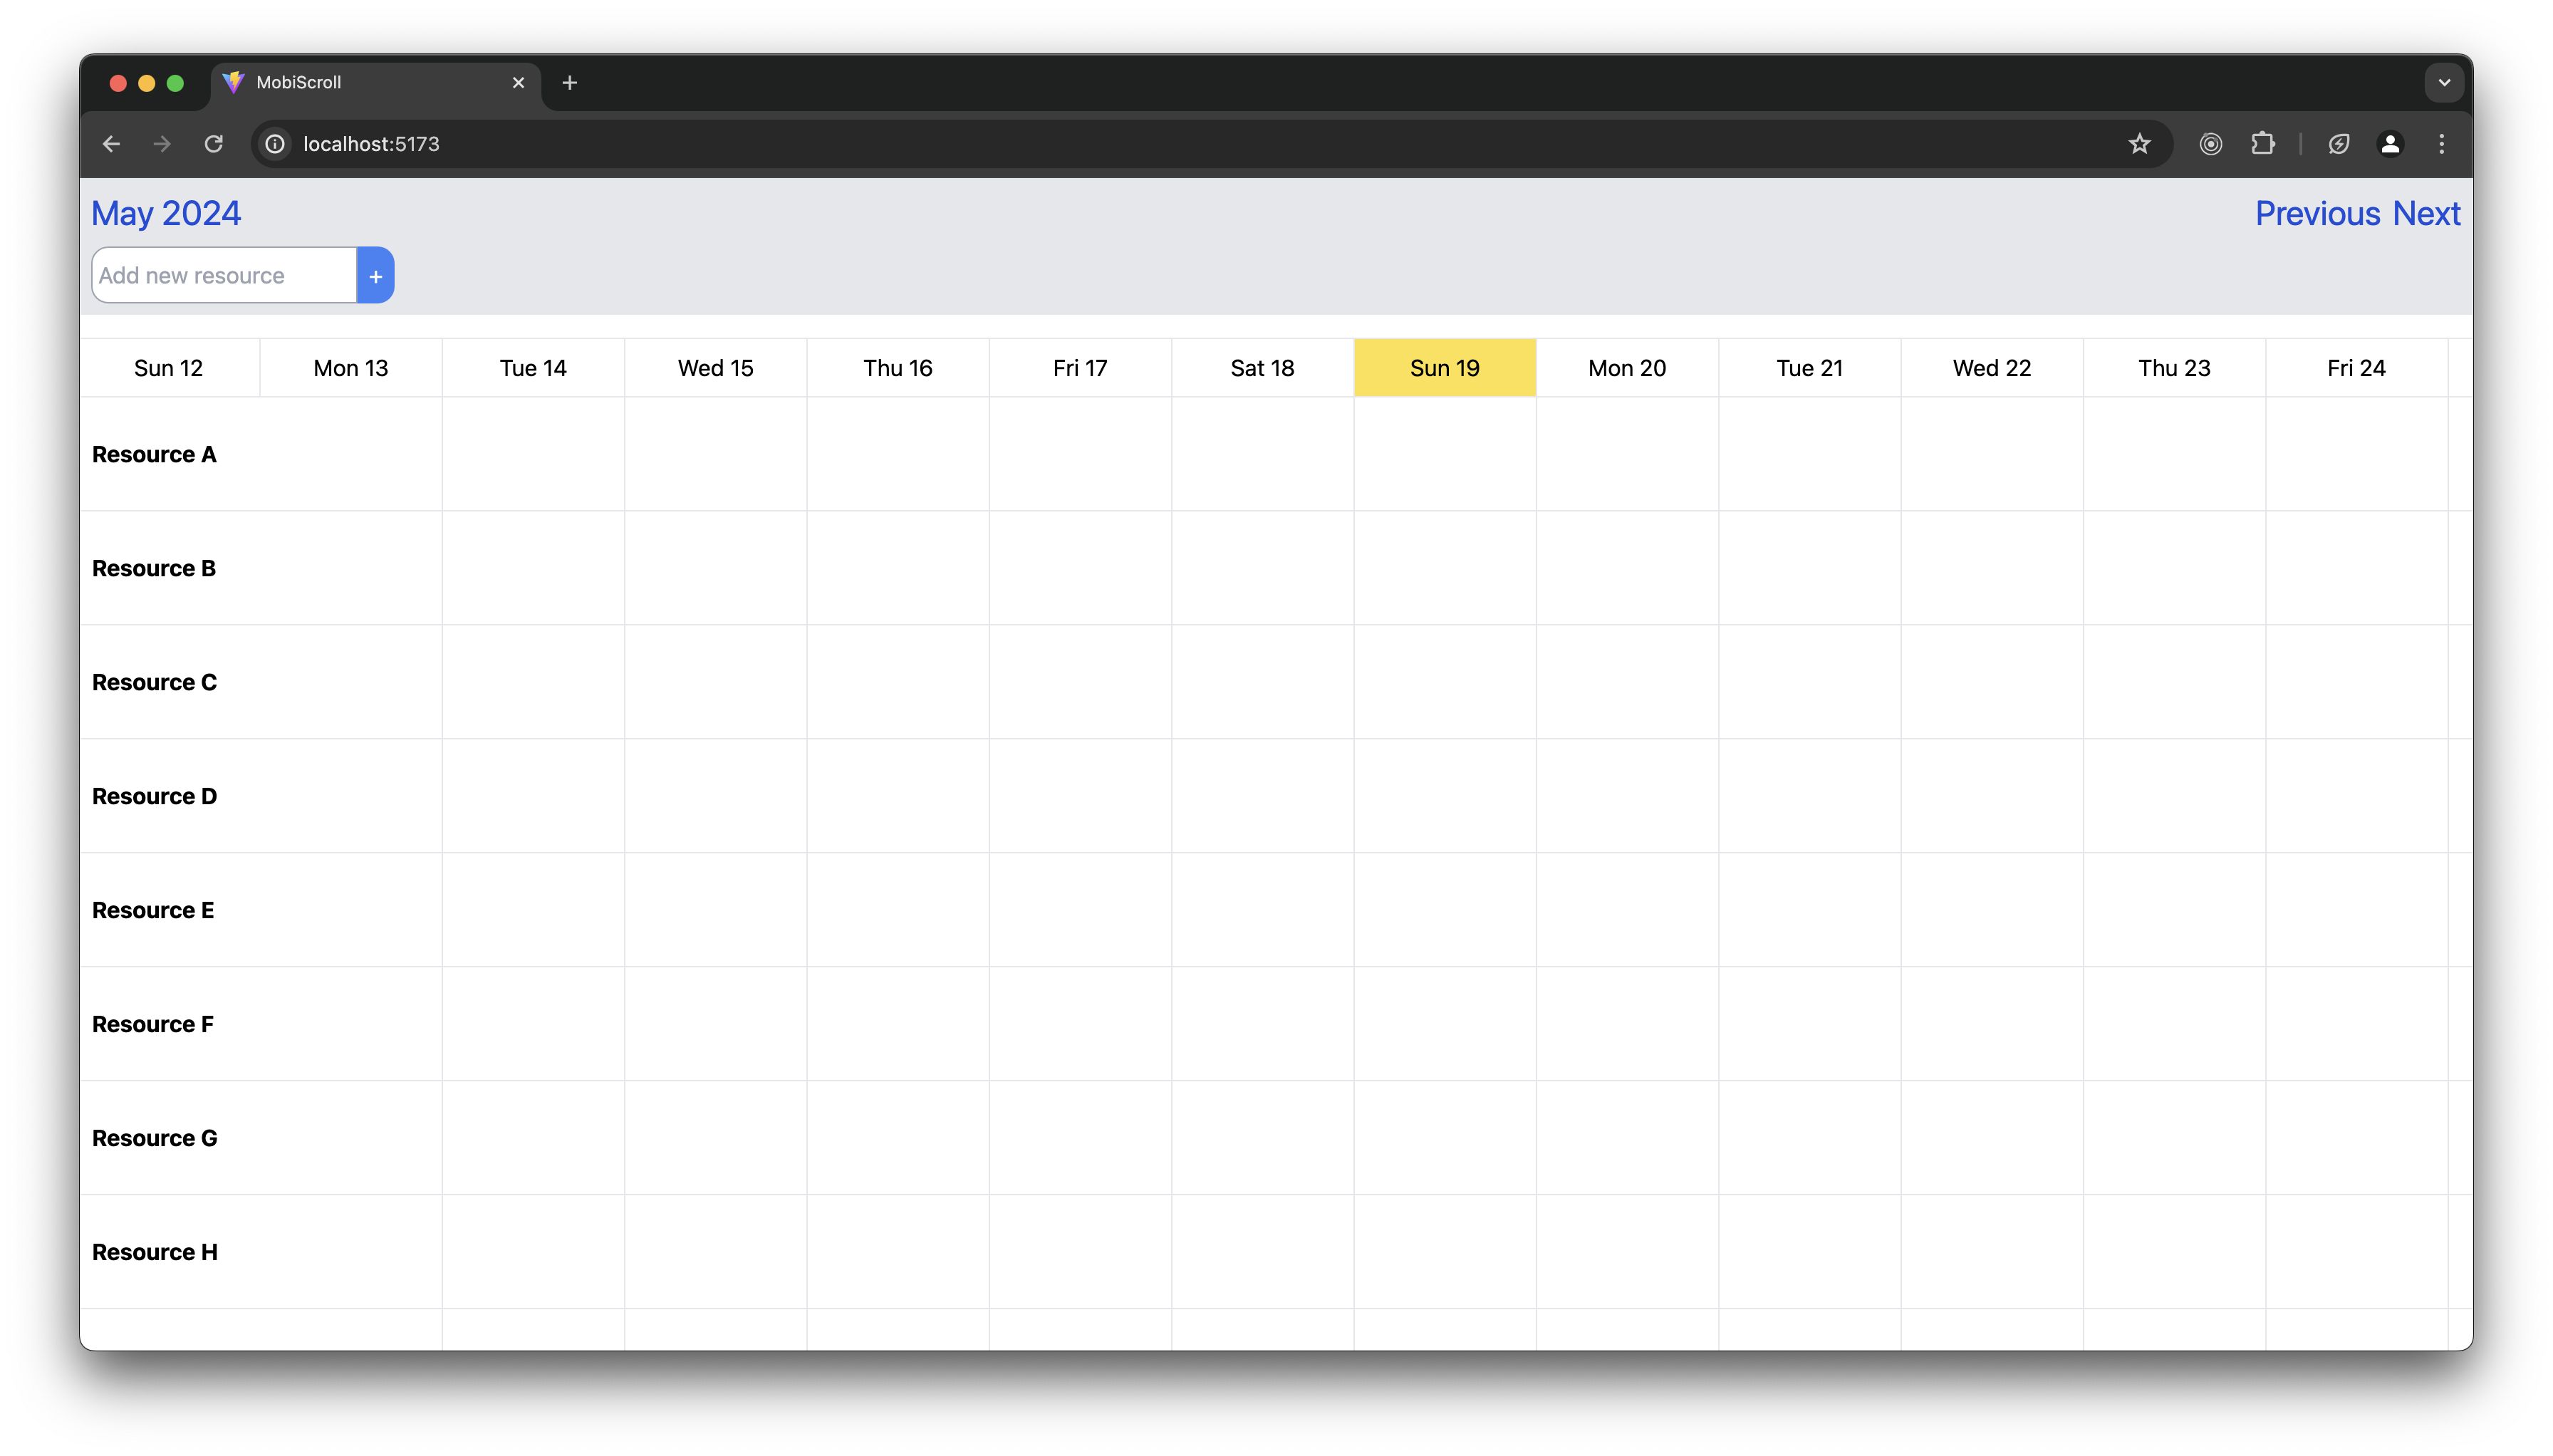 MobiScroll
localhost:5173
May 2024 Previous Next
Add new resource +
Sun 12 Mon 13 Tue 14 Wed 15 Thu 16 Fri 17 Sat 18 Sun 19 Mon 20 Tue 21 Wed 22 Thu 23 Fri 24
Resource A
Resource B
Resource C
Resource D
Resource E
Resource F
Resource G
Resource H